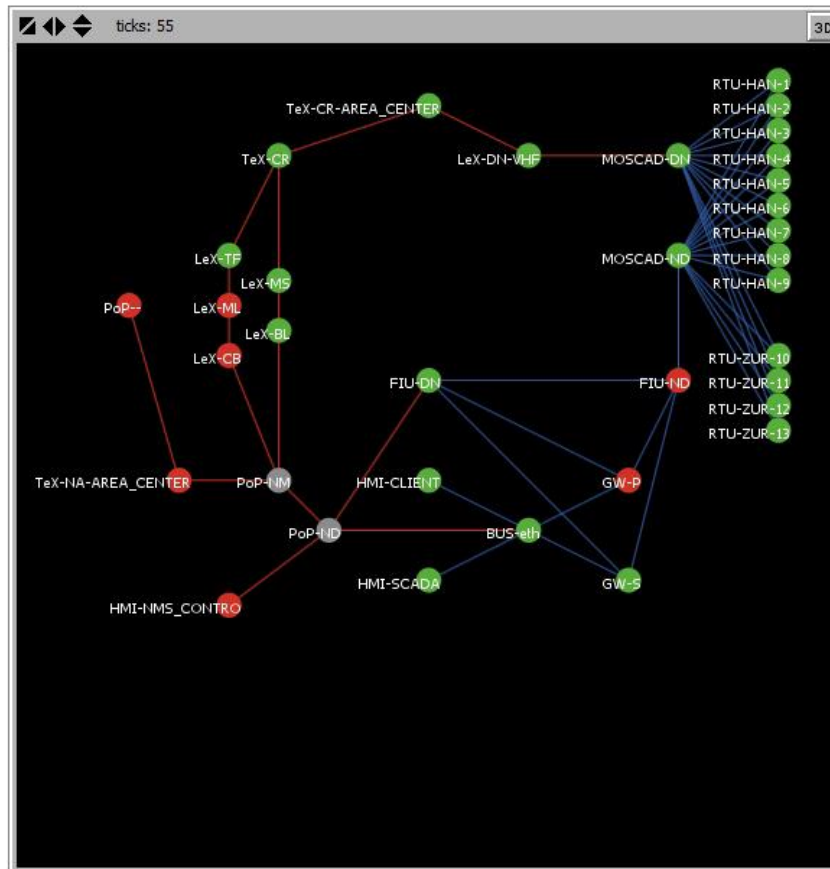 ticks: 55
3D
RTU-HAN-1
TeX-CR-AREA_CENTER
RTU-HAN-2
RTU-HAN-3
TeX-CR
LeX-DN-VHF
MOSCAD-DN
RTU-HAN-4
RTU-HAN-5
RTU-HAN-6
RTU-HAN-7
LeX-TF
MOSCAD-ND
RTU-HAN-8
LeX-MS
RTU-HAN-9
PoP--
LeX-ML
LeX-BL
LeX-CB
RTU-ZUR-10
FIU-DN
FIU-ND
RTU-ZUR-11
RTU-ZUR-12
RTU-ZUR-13
TeX-NA-AREA_CENTER
PoP-NM
HMI-CLIENT
GW-P
PoP-ND
BUS-eth
HMI-SCADA
GW-S
HMI-NMS_CONTRO